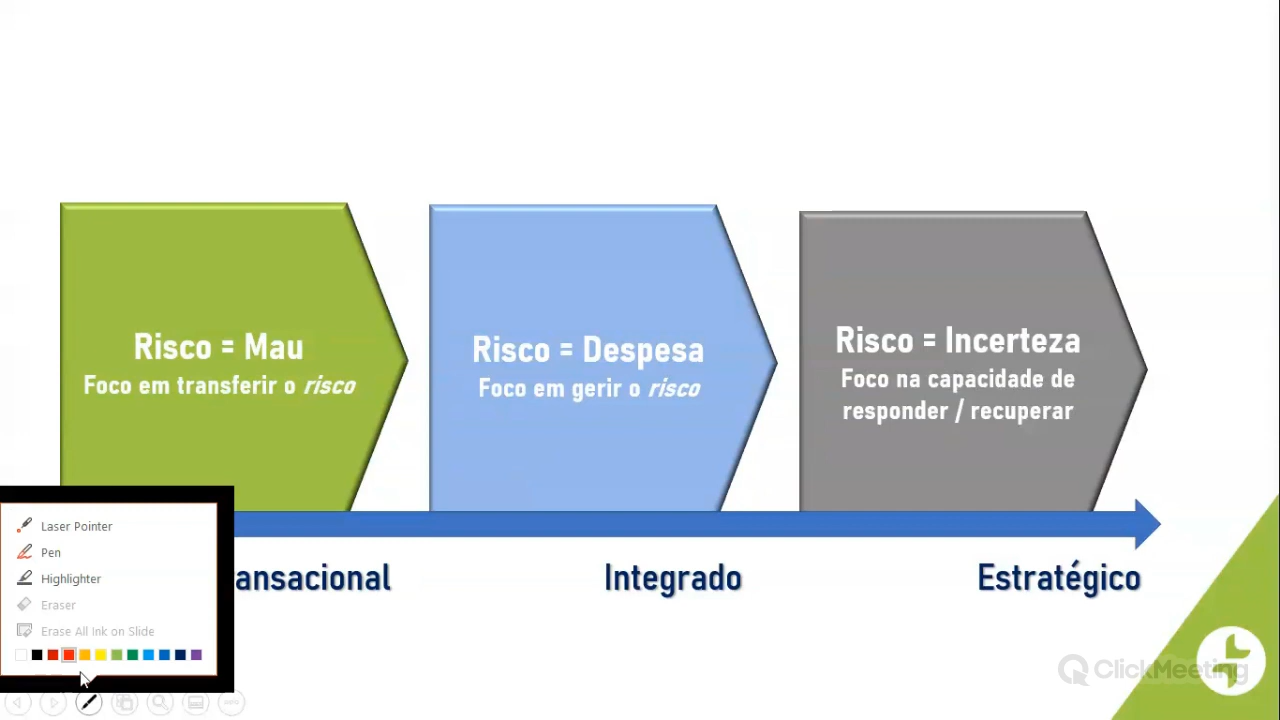 Risco = Mau
Foco em transferir o risco
Risco = Despesa
Foco em gerir o risco
Risco = Incerteza
Foco na capacidade de
responder / recuperar
ansacional
Integrado
Estratégico
Laser Pointer
Pen
Highlighter
Eraser
Erase All Ink on Slide
ClickMeeting